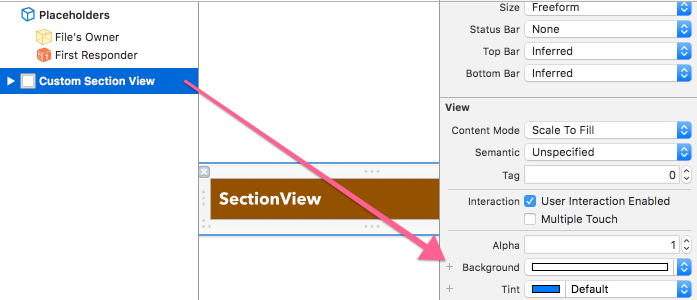 Placeholders
File's Owner
First Responder
Custom Section View
SectionView
Size Freeform
Status Bar None
Top Bar Inferred
Bottom Bar Inferred
View
Content Mode Scale To Fill
Semantic Unspecified
Tag 0
Interaction User Interaction Enabled
Multiple Touch
Alpha 1
+ Background
+ Tint Default